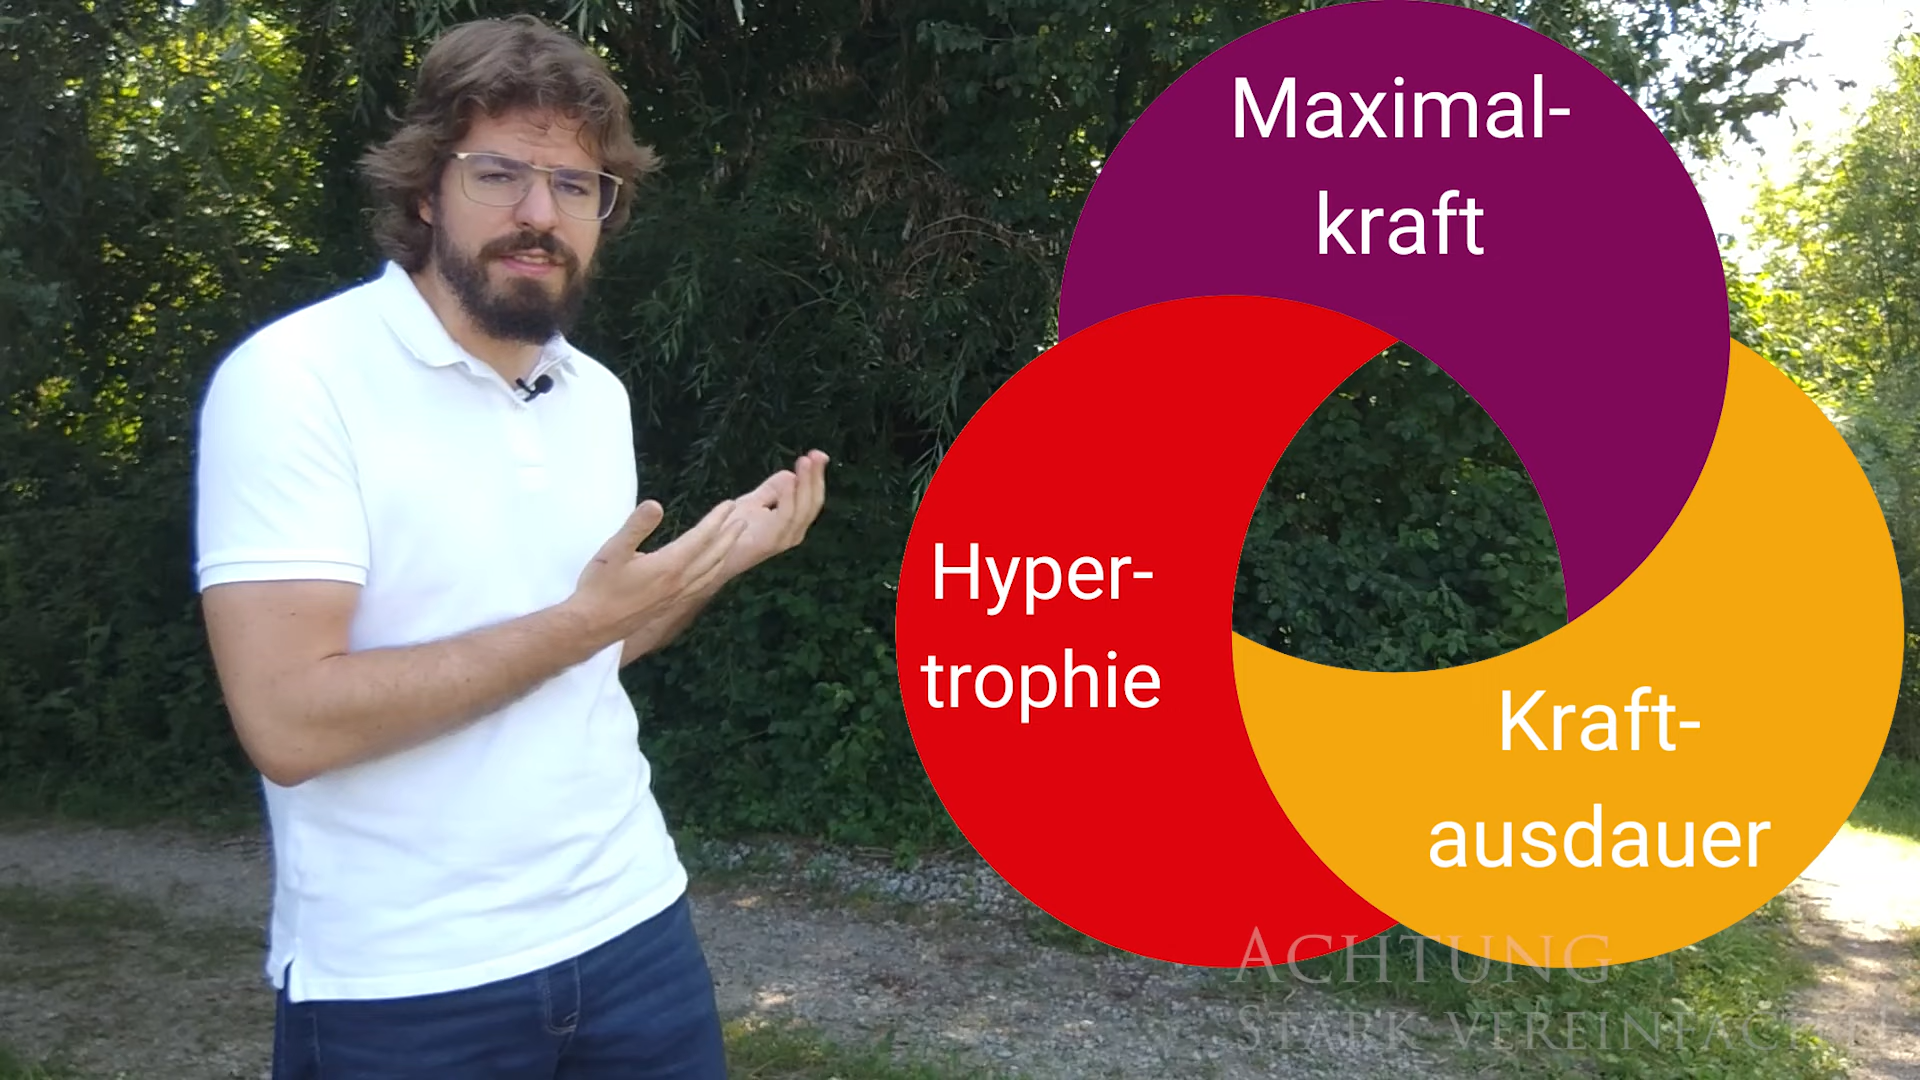 Maximal-
kraft
Hyper-
trophie
Kraft-
ausdauer
ACHTUNG
STARK VEREINFACHT!